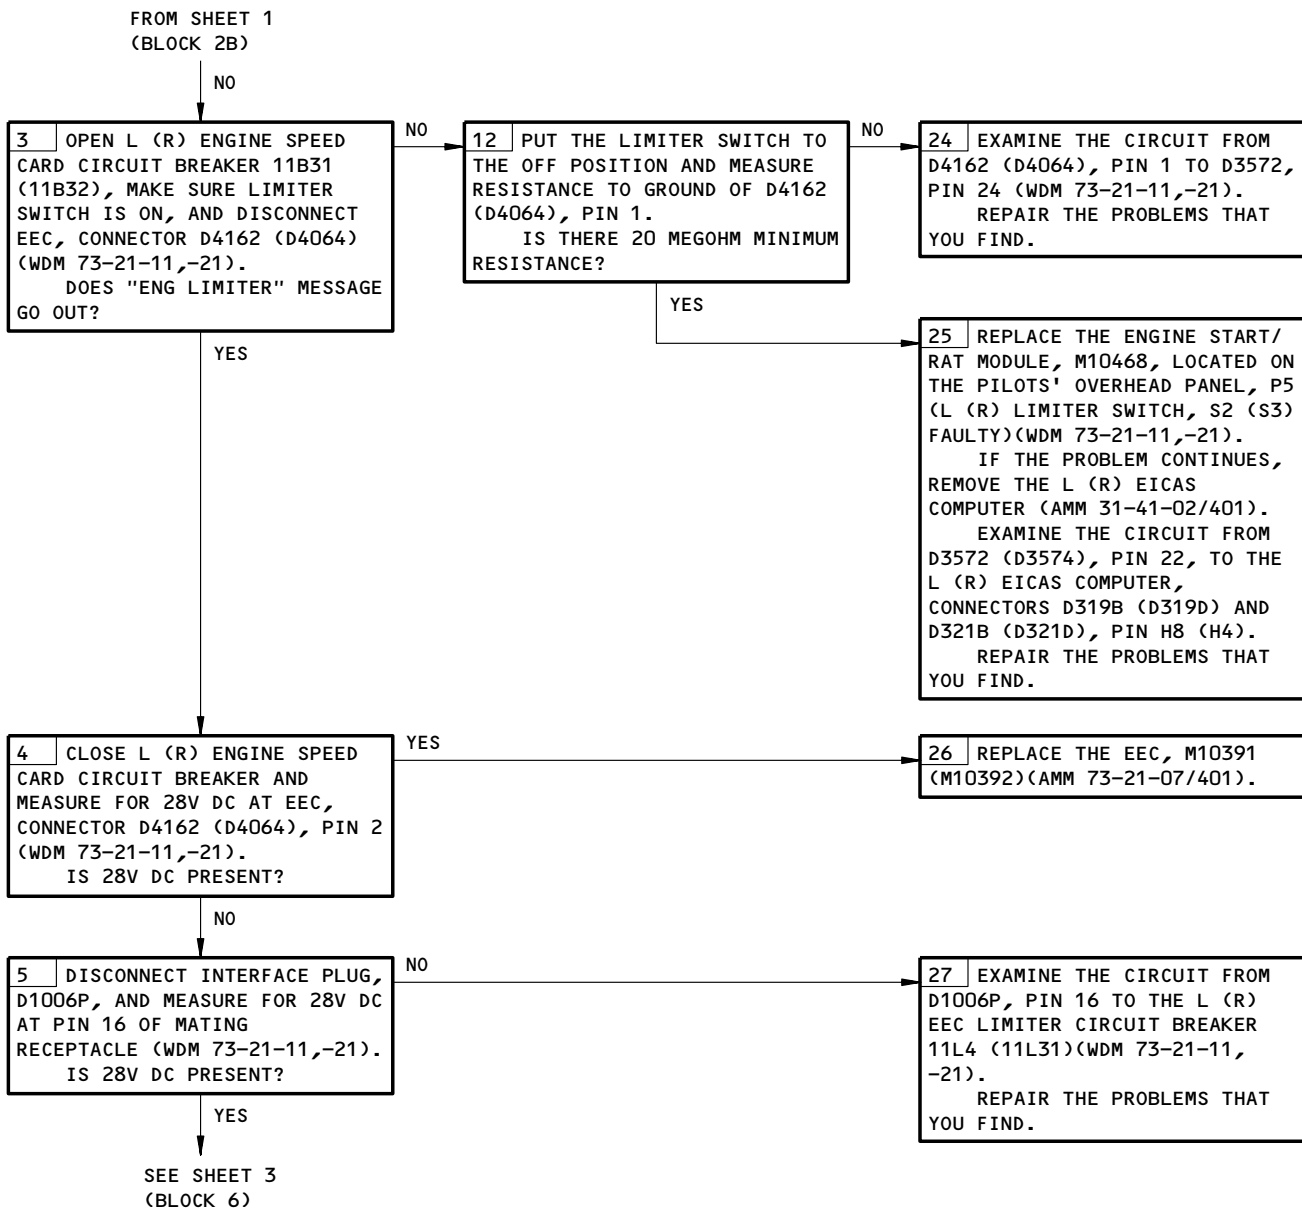 FROM SHEET 1
(BLOCK 2B)
NO
3 OPEN L (R) ENGINE SPEED
CARD CIRCUIT BREAKER 11B31
(11B32), MAKE SURE LIMITER
SWITCH IS ON, AND DISCONNECT
EEC, CONNECTOR D4162 (D4064)
(WDM 73-21-11,-21).
DOES "ENG LIMITER" MESSAGE
GO OUT?
NO
12 PUT THE LIMITER SWITCH TO
THE OFF POSITION AND MEASURE
RESISTANCE TO GROUND OF D4162
(D4064), PIN 1.
IS THERE 20 MEGOHM MINIMUM
RESISTANCE?
NO
24 EXAMINE THE CIRCUIT FROM
D4162 (D4064), PIN 1 TO D3572,
PIN 24 (WDM 73-21-11,-21).
REPAIR THE PROBLEMS THAT
YOU FIND.
YES
25 REPLACE THE ENGINE START/
RAT MODULE, M10468, LOCATED ON
THE PILOTS' OVERHEAD PANEL, P5
(L (R) LIMITER SWITCH, S2 (S3)
FAULTY)(WDM 73-21-11,-21).
IF THE PROBLEM CONTINUES,
REMOVE THE L (R) EICAS
COMPUTER (AMM 31-41-02/401).
EXAMINE THE CIRCUIT FROM
D3572 (D3574), PIN 22, TO THE
L (R) EICAS COMPUTER,
CONNECTORS D319B (D319D) AND
D321B (D321D), PIN H8 (H4).
REPAIR THE PROBLEMS THAT
YOU FIND.
YES
4 CLOSE L (R) ENGINE SPEED
CARD CIRCUIT BREAKER AND
MEASURE FOR 28V DC AT EEC,
CONNECTOR D4162 (D4064), PIN 2
(WDM 73-21-11,-21).
IS 28V DC PRESENT?
YES
26 REPLACE THE EEC, M10391
(M10392)(AMM 73-21-07/401).
NO
5 DISCONNECT INTERFACE PLUG,
D1006P, AND MEASURE FOR 28V DC
AT PIN 16 OF MATING
RECEPTACLE (WDM 73-21-11,-21).
IS 28V DC PRESENT?
NO
27 EXAMINE THE CIRCUIT FROM
D1006P, PIN 16 TO THE L (R)
EEC LIMITER CIRCUIT BREAKER
11L4 (11L31)(WDM 73-21-11,
-21).
REPAIR THE PROBLEMS THAT
YOU FIND.
YES
SEE SHEET 3
(BLOCK 6)